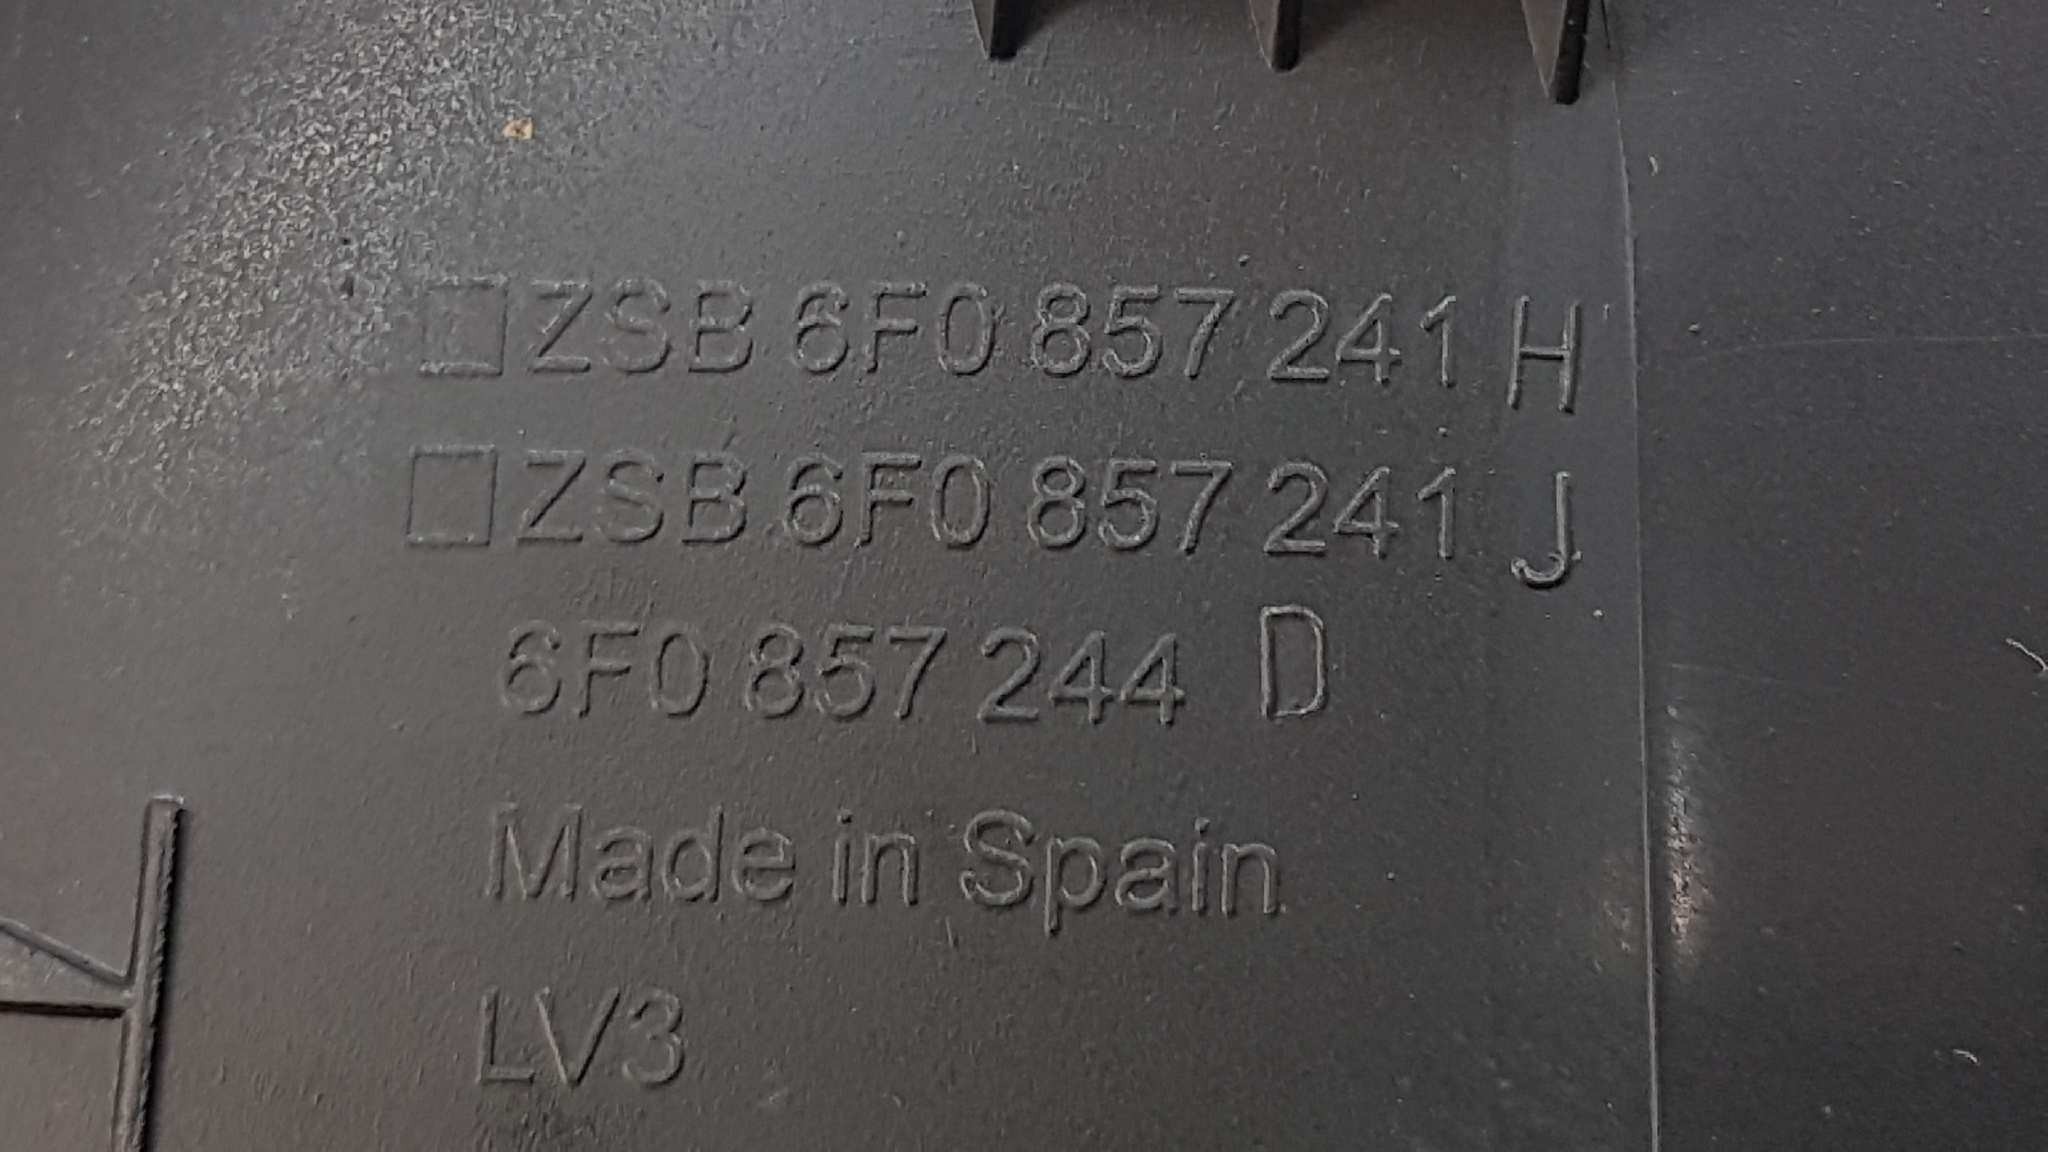 ☐ZSB 6F0 857 241 H
☐ZSB 6F0 857 241 J
6F0 857 244 D
Made in Spain
LV3